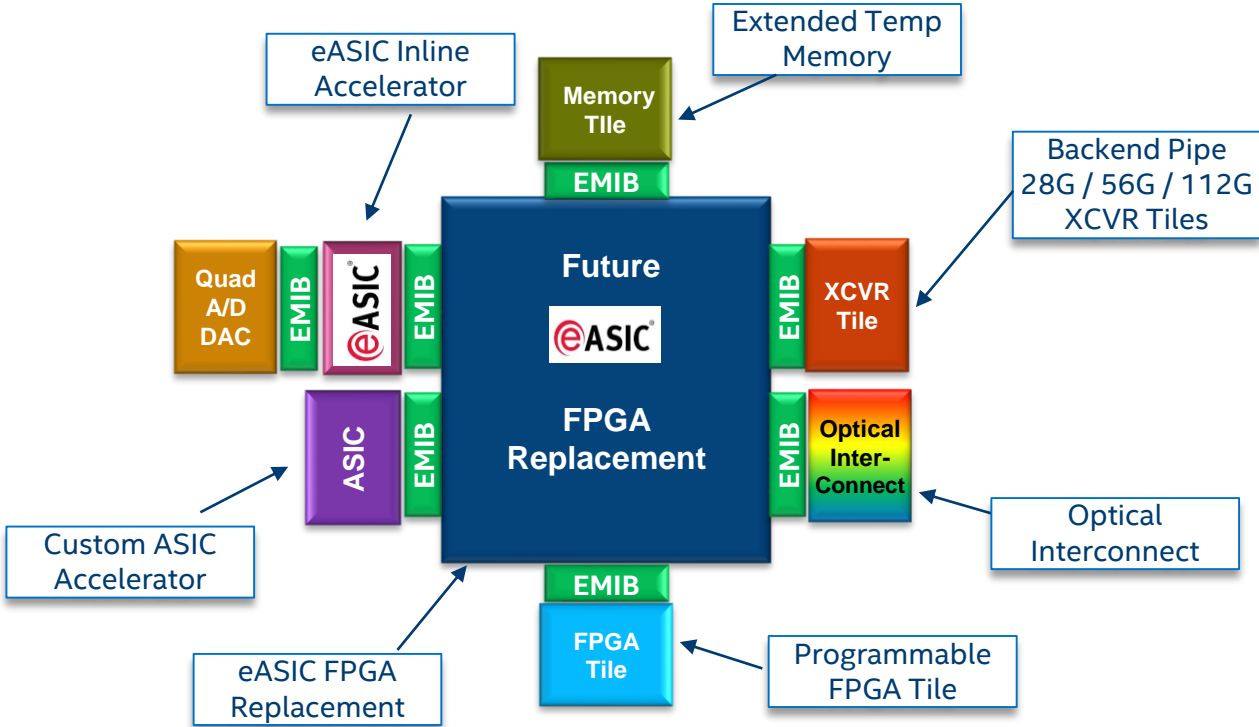 eASIC Inline
Accelerator
Extended Temp
Memory
Memory
TIle
EMIB
Backend Pipe
28G / 56G / 112G
XCVR Tiles
Quad
A/D
DAC
EMIB
eASIC®
EMIB
Future
eASIC®
FPGA
Replacement
EMIB
XCVR
Tile
ASIC
EMIB
EMIB
Optical
Inter-
Connect
Custom ASIC
Accelerator
Optical
Interconnect
EMIB
FPGA
Tile
eASIC FPGA
Replacement
Programmable
FPGA Tile